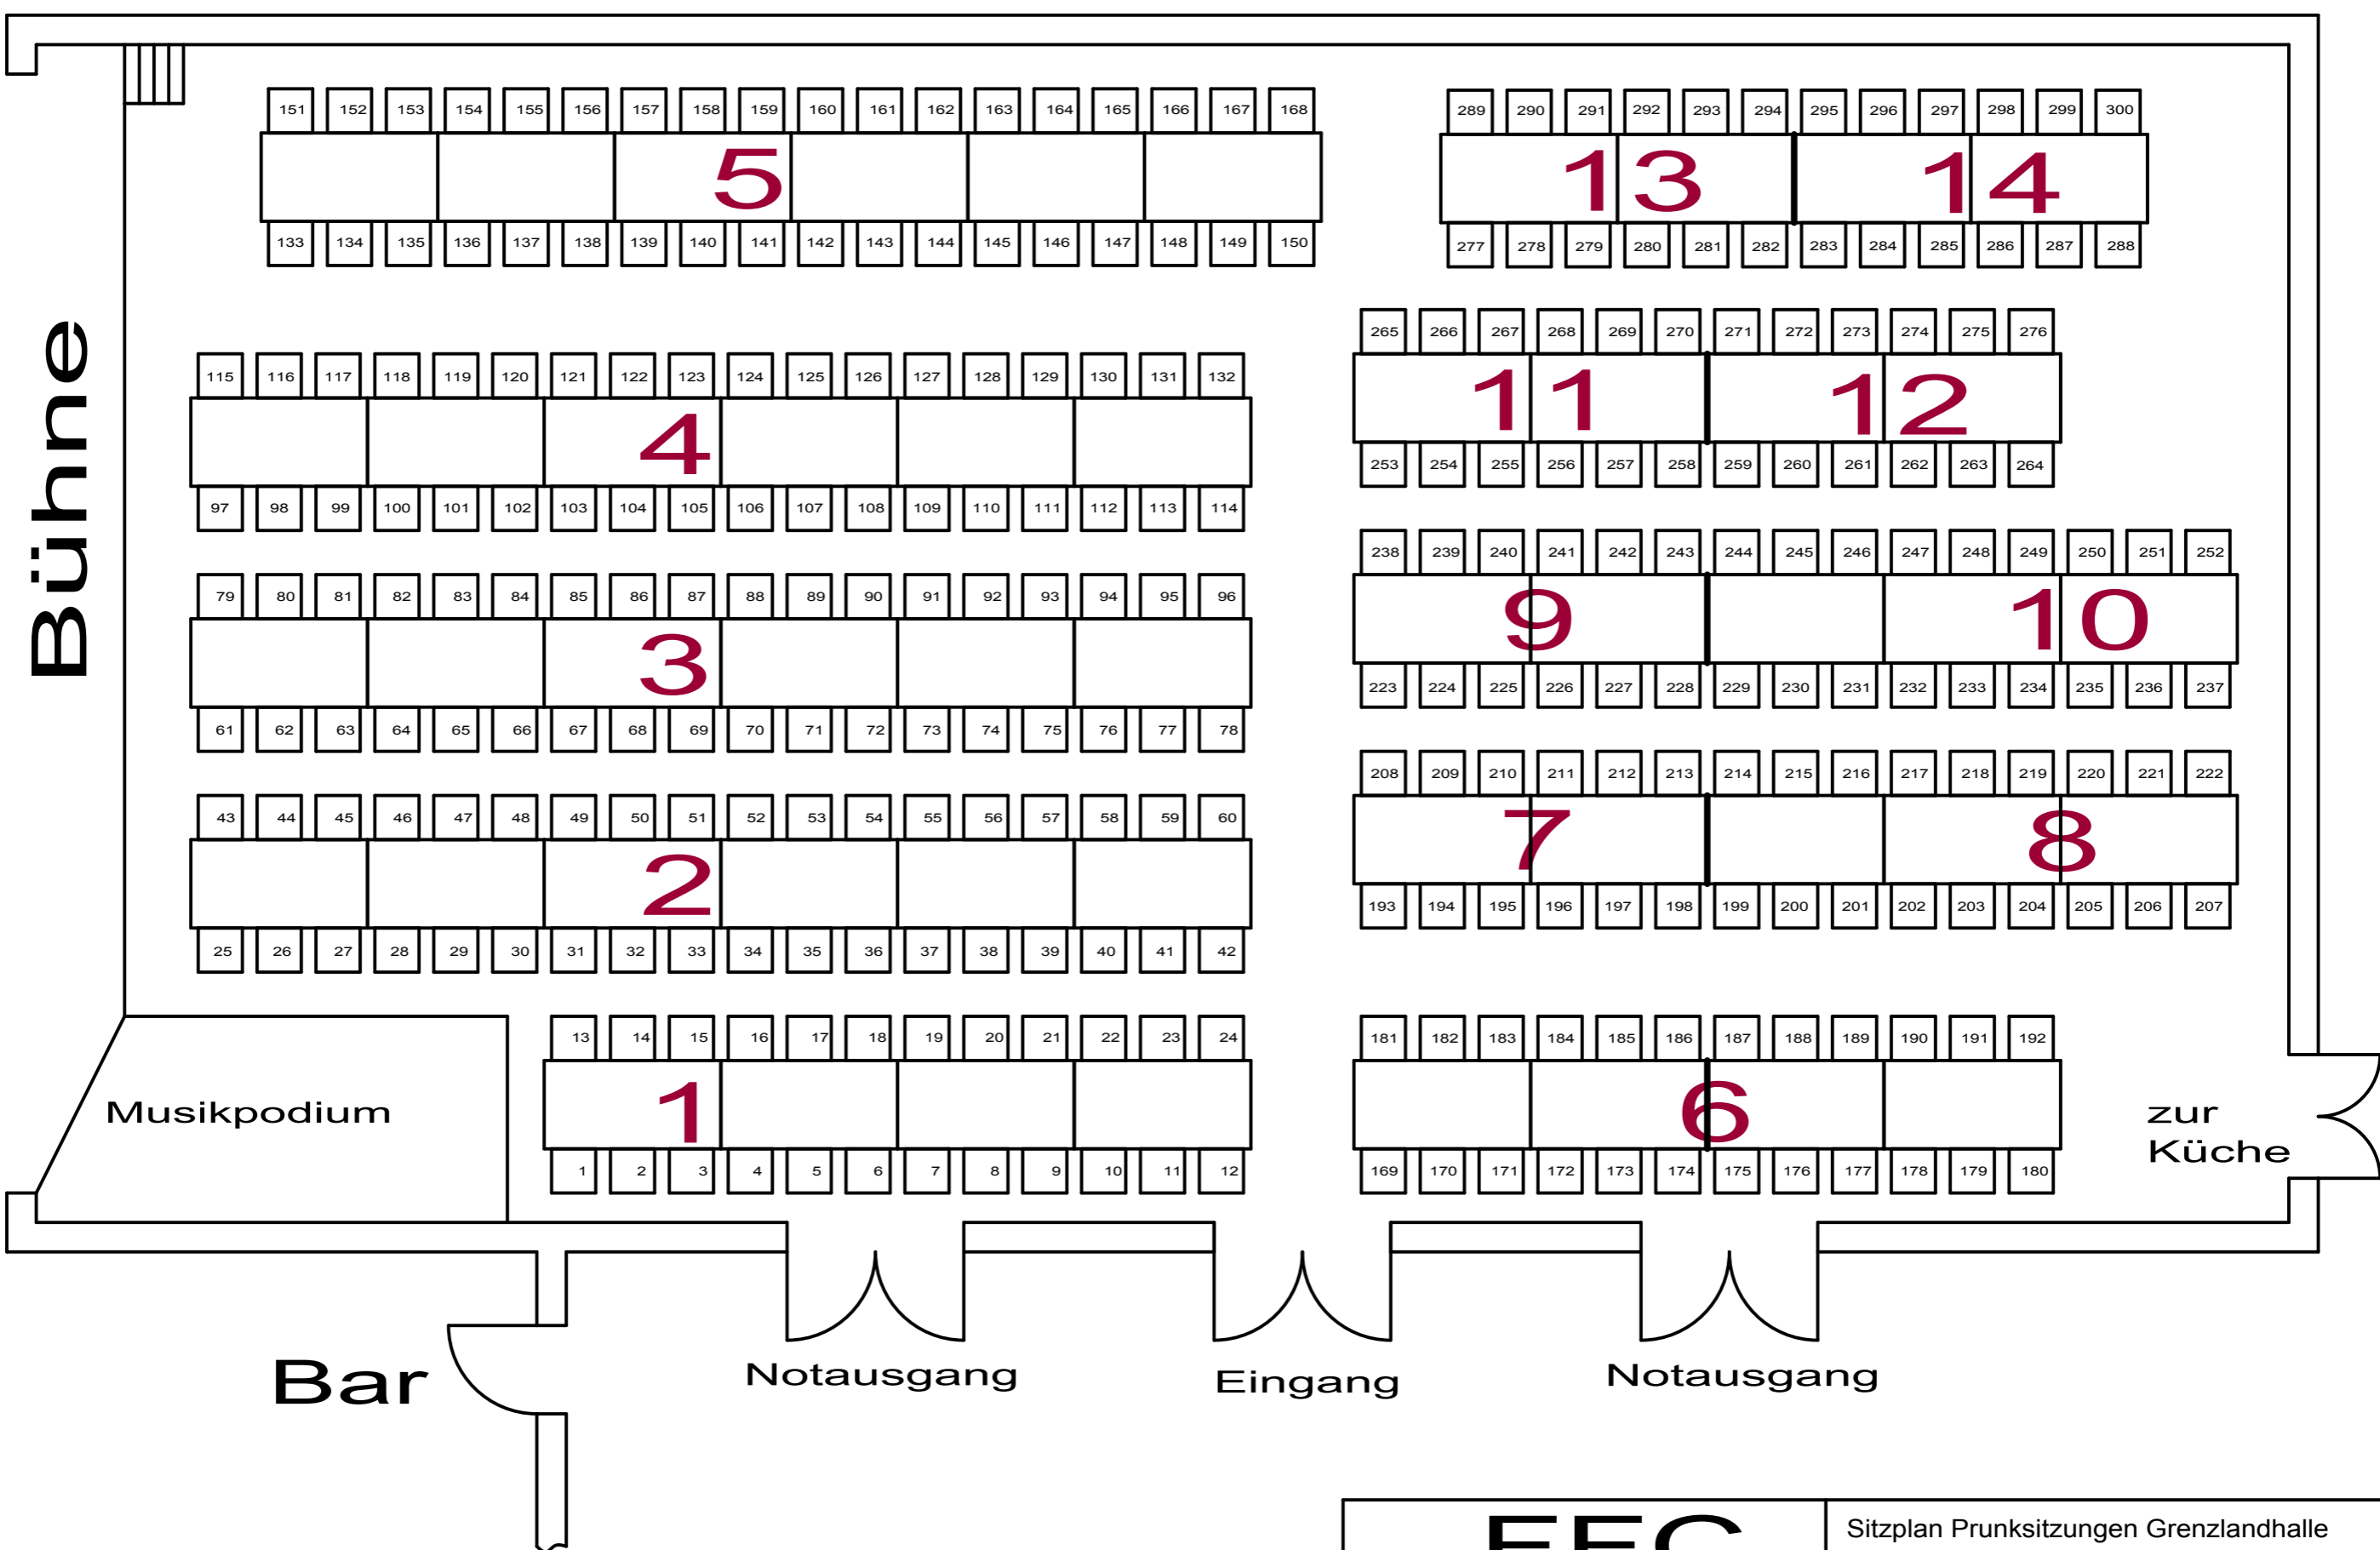 151 152 153 154 155 156 157 158 159 160 161 162 163 164 165 166 167 168
289 290 291 292 293 294 295 296 297 298 299 300
5
13 14
133 134 135 136 137 138 139 140 141 142 143 144 145 146 147 148 149 150
277 278 279 280 281 282 283 284 285 286 287 288
Bühne
265 266 267 268 269 270 271 272 273 274 275 276
115 116 117 118 119 120 121 122 123 124 125 126 127 128 129 130 131 132
11 12
4
253 254 255 256 257 258 259 260 261 262 263 264
97 98 99 100 101 102 103 104 105 106 107 108 109 110 111 112 113 114
238 239 240 241 242 243 244 245 246 247 248 249 250 251 252
79 80 81 82 83 84 85 86 87 88 89 90 91 92 93 94 95 96
9 10
3
223 224 225 226 227 228 229 230 231 232 233 234 235 236 237
61 62 63 64 65 66 67 68 69 70 71 72 73 74 75 76 77 78
208 209 210 211 212 213 214 215 216 217 218 219 220 221 222
43 44 45 46 47 48 49 50 51 52 53 54 55 56 57 58 59 60
7 8
2
193 194 195 196 197 198 199 200 201 202 203 204 205 206 207
25 26 27 28 29 30 31 32 33 34 35 36 37 38 39 40 41 42
13 14 15 16 17 18 19 20 21 22 23 24
181 182 183 184 185 186 187 188 189 190 191 192
Musikpodium
1
6
zur
Küche
1 2 3 4 5 6 7 8 9 10 11 12
169 170 171 172 173 174 175 176 177 178 179 180
Bar
Notausgang
Eingang
Notausgang
Sitzplan Prunksitzungen Grenzlandhalle